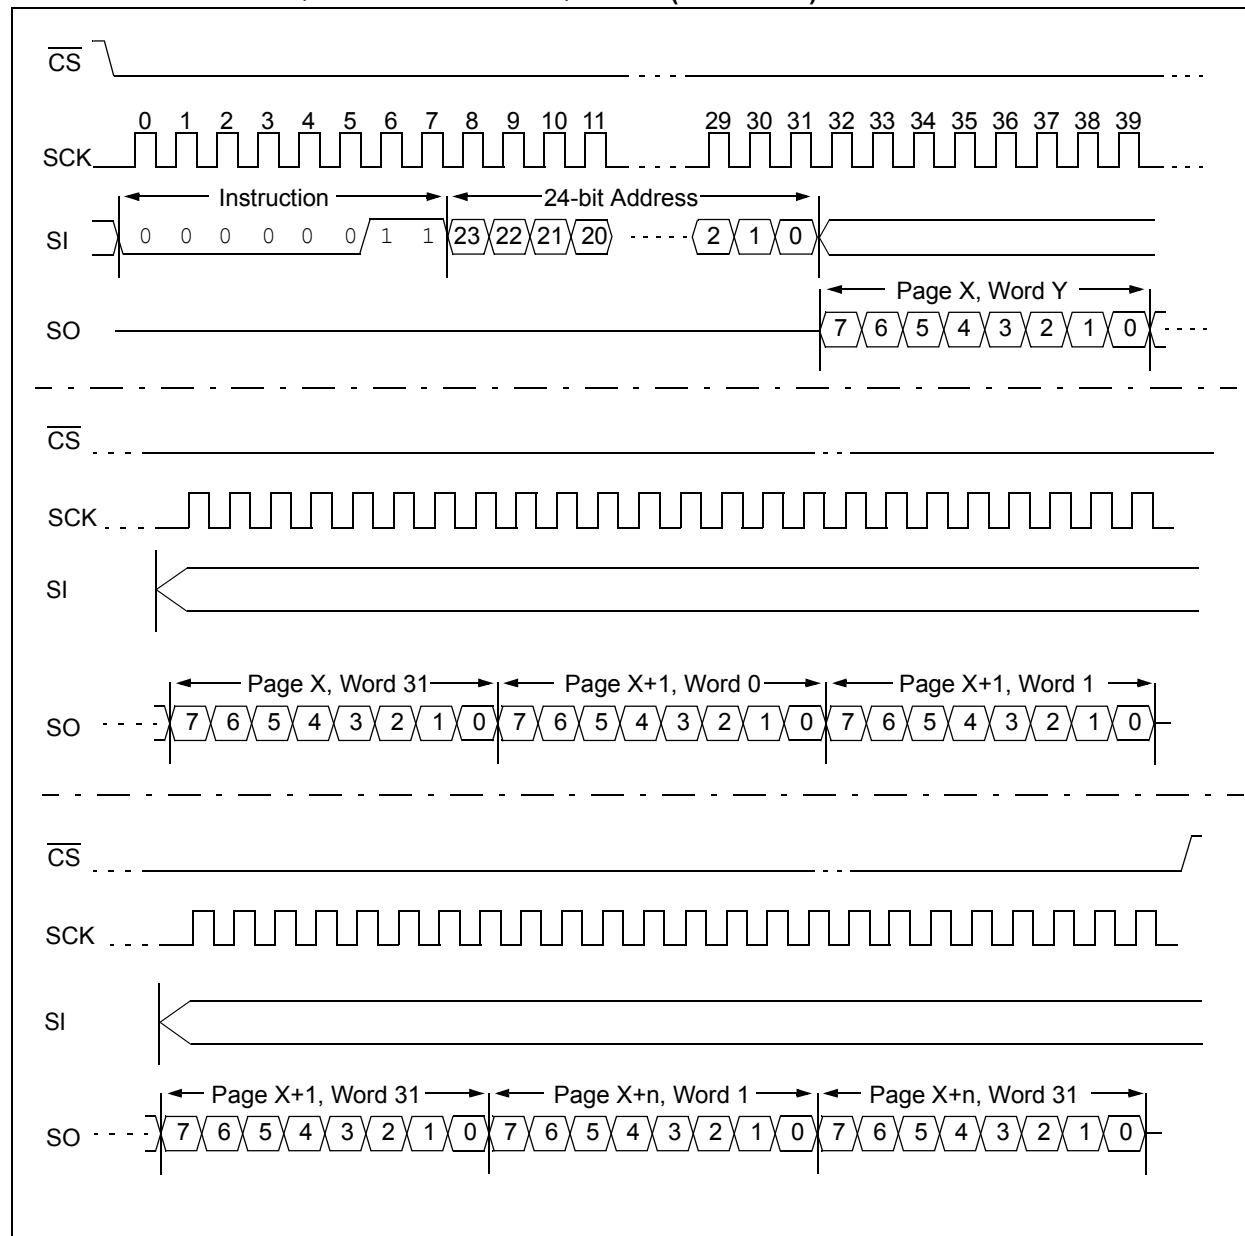 CS
0 1 2 3 4 5 6 7 8 9 10 11 29 30 31 32 33 34 35 36 37 38 39
SCK
Instruction 24-bit Address
SI 0 0 0 0 0 0 1 1 23 22 21 20 2 1 0
Page X, Word Y
SO 7 6 5 4 3 2 1 0
CS
SCK
SI
Page X, Word 31 Page X+1, Word 0 Page X+1, Word 1
SO 7 6 5 4 3 2 1 0 7 6 5 4 3 2 1 0 7 6 5 4 3 2 1 0
CS
SCK
SI
Page X+1, Word 31 Page X+n, Word 1 Page X+n, Word 31
SO 7 6 5 4 3 2 1 0 7 6 5 4 3 2 1 0 7 6 5 4 3 2 1 0